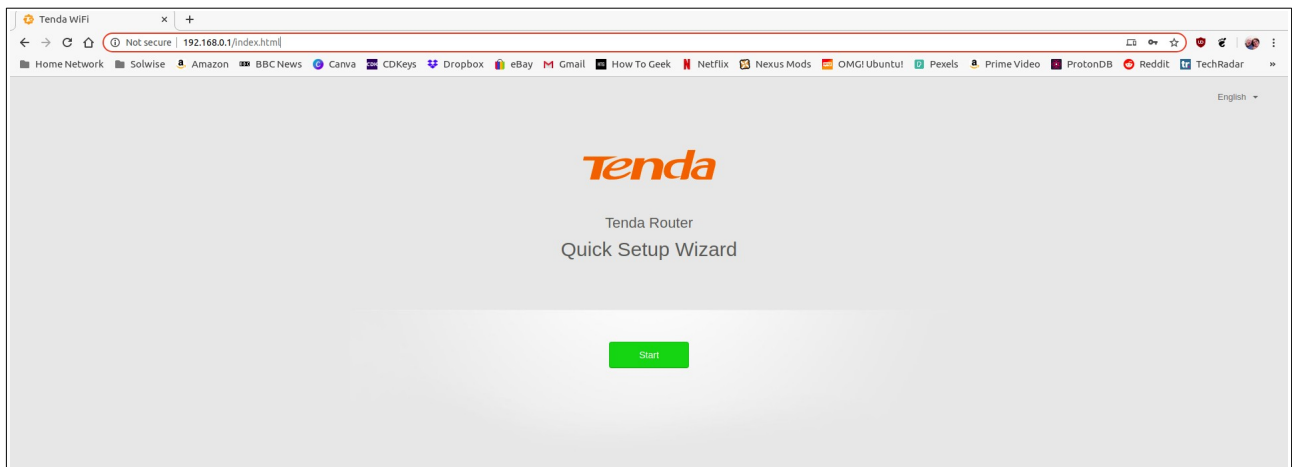 Tenda WiFi
Not secure | 192.168.0.1/index.html
Home Network Solwise Amazon BBC News Canva CDKeys Dropbox eBay Gmail How To Geek Netflix Nexus Mods OMG! Ubuntu! Pexels Prime Video ProtonDB Reddit TechRadar »
English
Tenda
Tenda Router
Quick Setup Wizard
Start